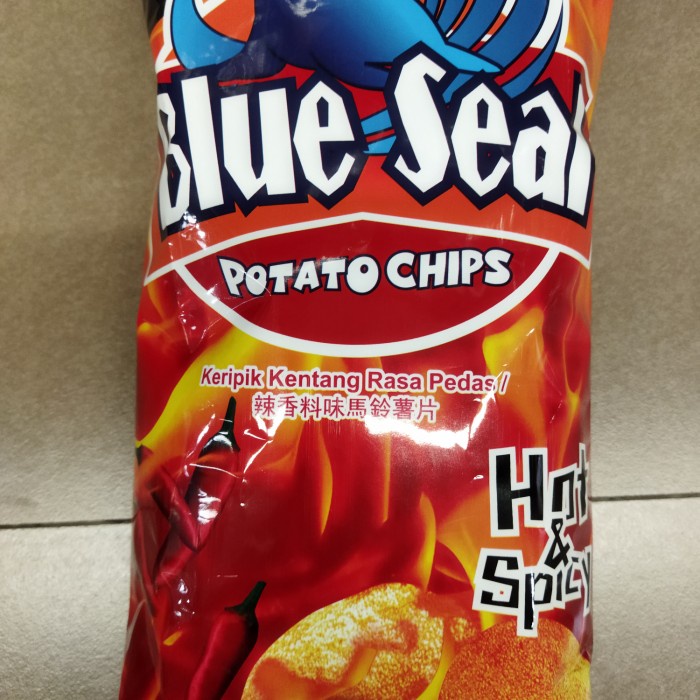 Blue Seal
POTATO CHIPS
Keripik Kentang Rasa Pedas /
辣香料味馬鈴薯片
Hot
&
Spicy